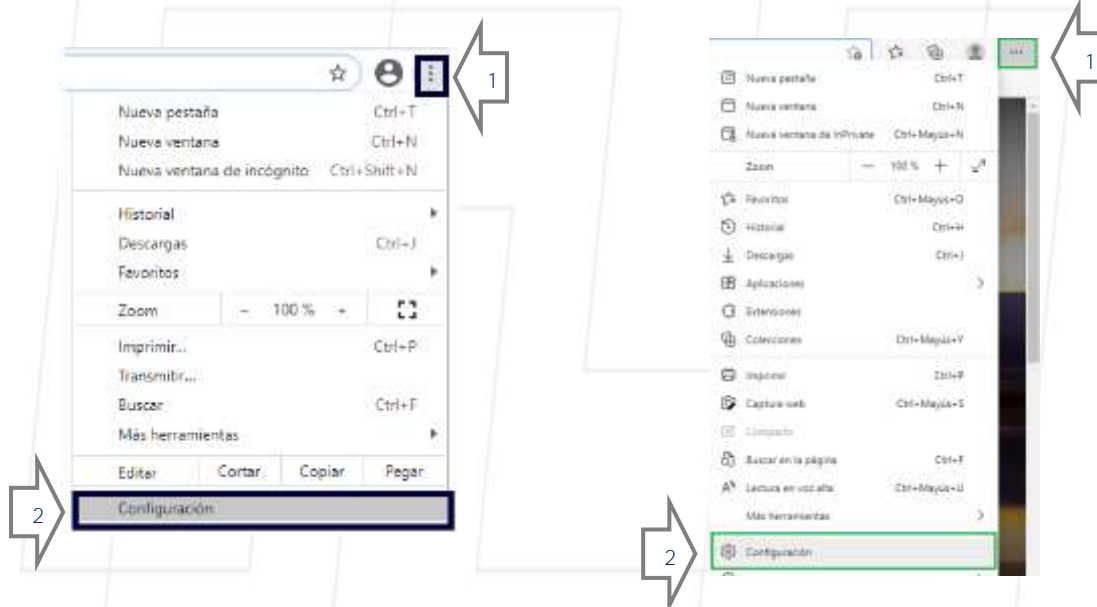 1
Nueva pestaña Ctrl+T
Nueva ventana Ctrl+N
Nueva ventana de incógnito Ctrl+Shift+N
Historial
Descargas Ctrl+J
Favoritos
Zoom - 100 % +
Imprimir... Ctrl+P
Transmitir...
Buscar Ctrl+F
Más herramientas
Editar Cortar Copiar Pegar
2
Configuración
1
Nueva pestaña Ctrl+T
Nueva ventana Ctrl+N
Nueva ventana de InPrivate Ctrl+Mayús+N
Zoom — 100 % +
Favoritos Ctrl+Mayús+O
Historial Ctrl+H
Descargas Ctrl+J
Aplicaciones
Extensiones
Colecciones Ctrl+Mayús+Y
Imprimir Ctrl+P
Captura web Ctrl+Mayús+S
Compartir
Buscar en la página Ctrl+F
Lectura en voz alta Ctrl+Mayús+U
Más herramientas
2
Configuración